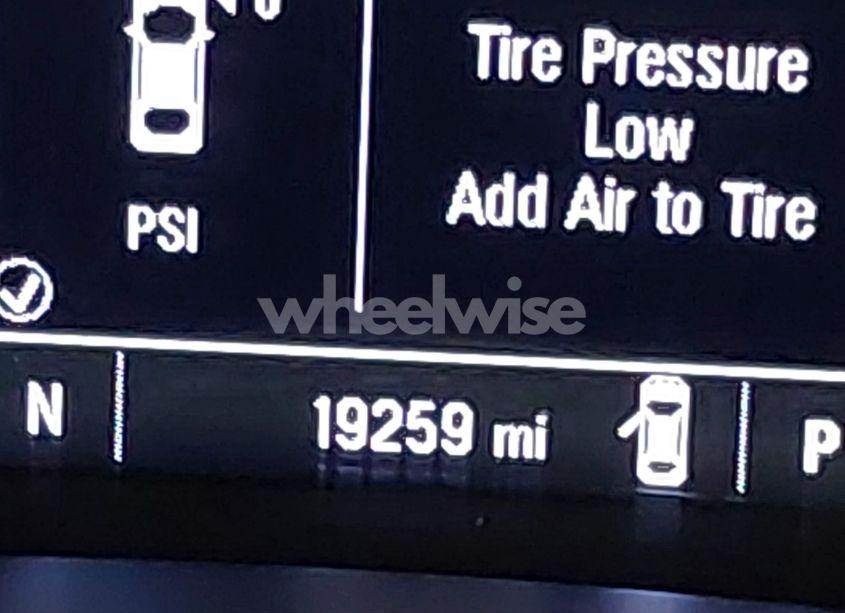 Tire Pressure
Low
Add Air to Tire
PSI
wheelwise
N
19259 mi
P